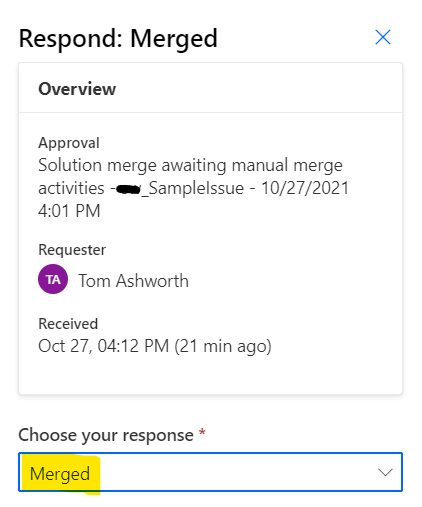 Respond: Merged
Overview
Approval
Solution merge awaiting manual merge
activities - _SampleIssue - 10/27/2021
4:01 PM
Requester
TA Tom Ashworth
Received
Oct 27, 04:12 PM (21 min ago)
Choose your response *
Merged